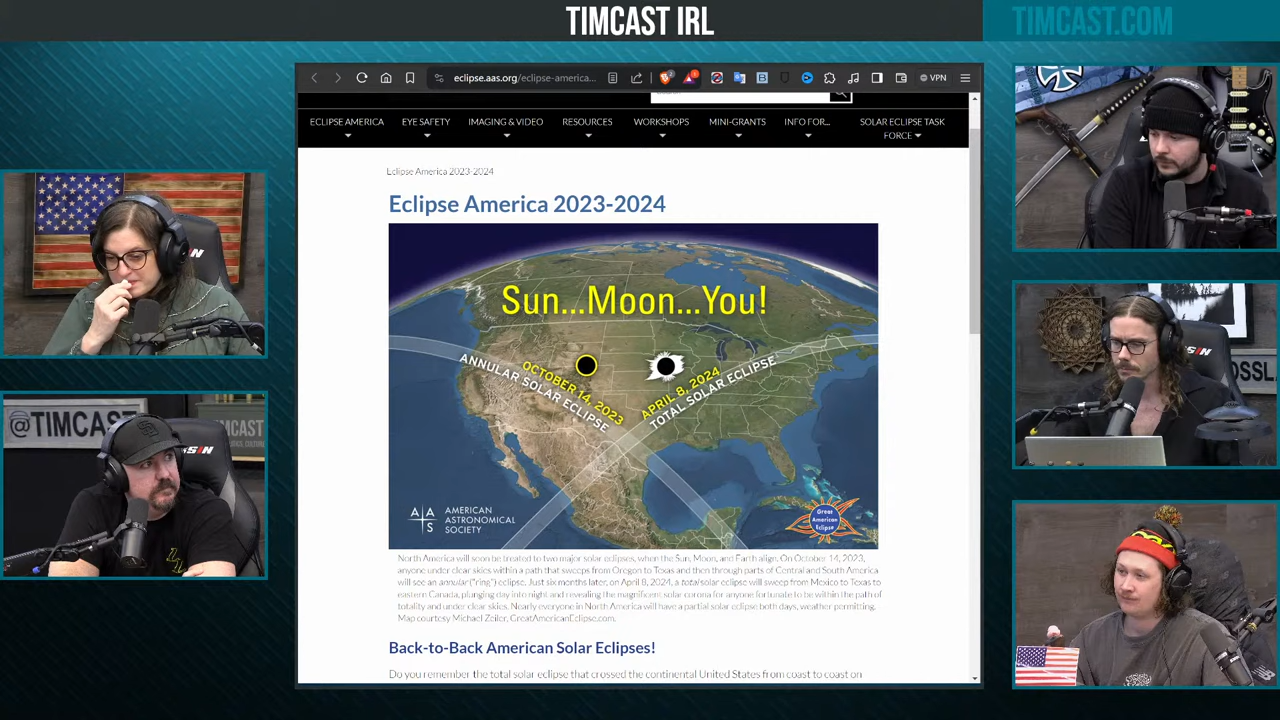 TIMCAST IRL
TIMCAST.COM
eclipse.aas.org/eclipse-america...
VPN
ECLIPSE AMERICA
EYE SAFETY
IMAGING & VIDEO
RESOURCES
WORKSHOPS
MINI-GRANTS
INFO FOR...
SOLAR ECLIPSE TASK
FORCE
Eclipse America 2023-2024
Eclipse America 2023-2024
Sun...Moon...You!
OCTOBER 14, 2023
ANNULAR SOLAR ECLIPSE
APRIL 8, 2024
TOTAL SOLAR ECLIPSE
AAS
AMERICAN
ASTRONOMICAL
SOCIETY
Great
American
Eclipse
North America will soon be treated to two major solar eclipses, when the Sun, Moon, and Earth align. On October 14, 2023,
anyone under clear skies within a path that sweeps from Oregon to Texas and then through parts of Central and South America
will see an annular ("ring") eclipse. Just six months later, on April 8, 2024, a total solar eclipse will sweep from Mexico to Texas to
eastern Canada, plunging day into night and revealing the magnificent solar corona for anyone fortunate to be within the path of
totality and under clear skies. Nearly everyone in North America will have a partial solar eclipse both days, weather permitting.
Map courtesy Michael Zeiler, GreatAmericanEclipse.com.
Back-to-Back American Solar Eclipses!
Do you remember the total solar eclipse that crossed the continental United States from coast to coast on
@TIMCAST
TIMCAST